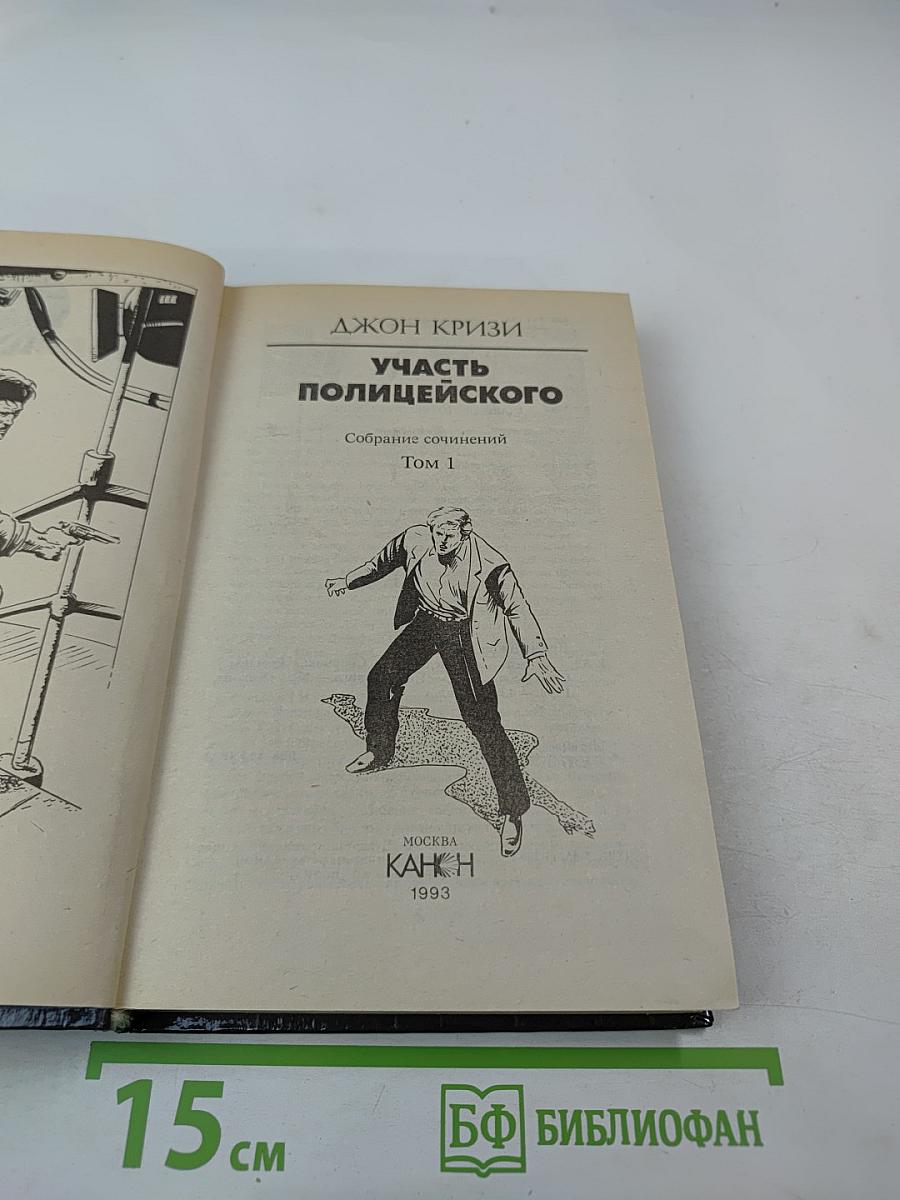 ДЖОН КРИЗИ
УЧАСТЬ
ПОЛИЦЕЙСКОГО
Собрание сочинений
Том 1
МОСКВА
КАНОН
1993
15 см
БФ БИБЛИОФАН